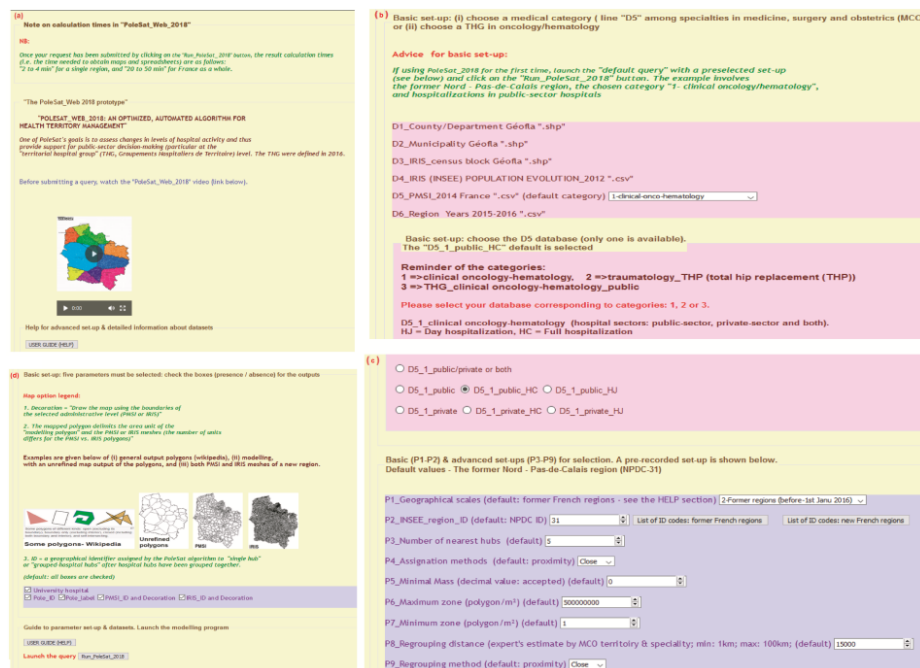 (a)
Note on calculation times in "PoleSat_Web_2018"
NB:
Once your request has been submitted by clicking on the "Run_PoleSat_2018" button, the result calculation times
(i.e. the time needed to obtain maps and spreadsheets) are as follows:
"2 to 4 min" for a single region, and "20 to 50 min" for France as a whole.
"The PoleSat_Web 2018 prototype"
"POLESAT_WEB_2018: AN OPTIMIZED, AUTOMATED ALGORITHM FOR
HEALTH TERRITORY MANAGEMENT"
One of PoleSat's goals is to assess changes in levels of hospital activity and thus
provide support for public-sector decision-making (particular at the
"territorial hospital group" (THG, Groupements Hospitaliers de Territoire) level. The THG were defined in 2016.
Before submitting a query, watch the "PoleSat_Web_2018" video (link below).
0:00
Help for advanced set-up & detailed information about datasets
USER GUIDE (HELP)
(b) Basic set-up: (i) choose a medical category ( line "D5" among specialties in medicine, surgery and obstetrics (MCO
or (ii) choose a THG in oncology/hematology
Advice for basic set-up:
If using PoleSat_2018 for the first time, launch the "default query" with a preselected set-up
(see below) and click on the "Run_PoleSat_2018" button. The example involves
the former Nord - Pas-de-Calais region, the chosen category "1- clinical oncology/hematology",
and hospitalizations in public-sector hospitals
D1_County/Department Géofla ".shp"
D2_Municipality Géofla ".shp"
D3_IRIS_census block Géofla ".shp"
D4_IRIS (INSEE) POPULATION EVOLUTION_2012 ".csv"
D5_PMSI_2014 France ".csv" (default category) 1-clinical-onco-hematology
D6_Region Years 2015-2016 ".csv"
Basic set-up: choose the D5 database (only one is available).
The "D5_1_public_HC" default is selected
Reminder of the categories:
1 =>clinical oncology-hematology, 2 =>traumatology_THP (total hip replacement (THP))
3 =>THG_clinical oncology-hematology_public
Please select your database corresponding to categories: 1, 2 or 3.
D5_1_clinical oncology-hematology (hospital sectors: public-sector, private-sector and both).
HJ = Day hospitalization, HC = Full hospitalization
(c)
D5_1_public/private or both
D5_1_public D5_1_public_HC D5_1_public_HJ
D5_1_private D5_1_private_HC D5_1_private_HJ
Basic (P1-P2) & advanced set-ups (P3-P9) for selection. A pre-recorded set-up is shown below.
Default values - The former Nord - Pas-de-Calais region (NPDC-31)
P1_Geographical scales (default: former French regions - see the HELP section) 2-Former regions (before-1st Janu 2016)
P2_INSEE_region_ID (default: NPDC ID) 31 List of ID codes: former French regions List of ID codes: new French regions
P3_Number of nearest hubs (default) 5
P4_Assignation methods (default: proximity) Close
P5_Minimal Mass (decimal value: accepted) (default) 0
P6_Maximum zone (polygon/m²) (default) 500000000
P7_Minimum zone (polygon/m²) (default) 1
P8_Regrouping distance (expert's estimate by MCO territoiry & speciality; min: 1km; max: 100km; (default) 15000
P9_Regrouping method (default: proximity) Close
(d) Basic set-up: five parameters must be selected: check the boxes (presence / absence) for the outputs
Map option legend:
1. Decoration = "Draw the map using the boundaries of
the selected administrative level (PMSI or IRIS)"
2. The mapped polygon delimits the area unit of the
"modelling polygon" and the PMSI or IRIS meshes (the number of units
differs for the PMSI vs. IRIS polygons)"
Examples are given below of (i) general output polygons (wikipedia), (ii) modelling,
with an unrefined map output of the polygons, and (iii) both PMSI and IRIS meshes of a new region.
Some polygons- Wikipedia
Unrefined
polygons
PMSI
IRIS
3. ID = a geographical identifier assigned by the PoleSat algorithm to "single hub"
or "grouped hospital hubs" after hospital hubs have been grouped together.
(default: all boxes are checked)
University hospital
Pole_ID Pole_label PMSI_ID and Decoration IRIS_ID and Decoration
Guide to parameter set-up & datasets. Launch the modelling program
USER GUIDE (HELP)
Launch the query Run_PoleSat_2018